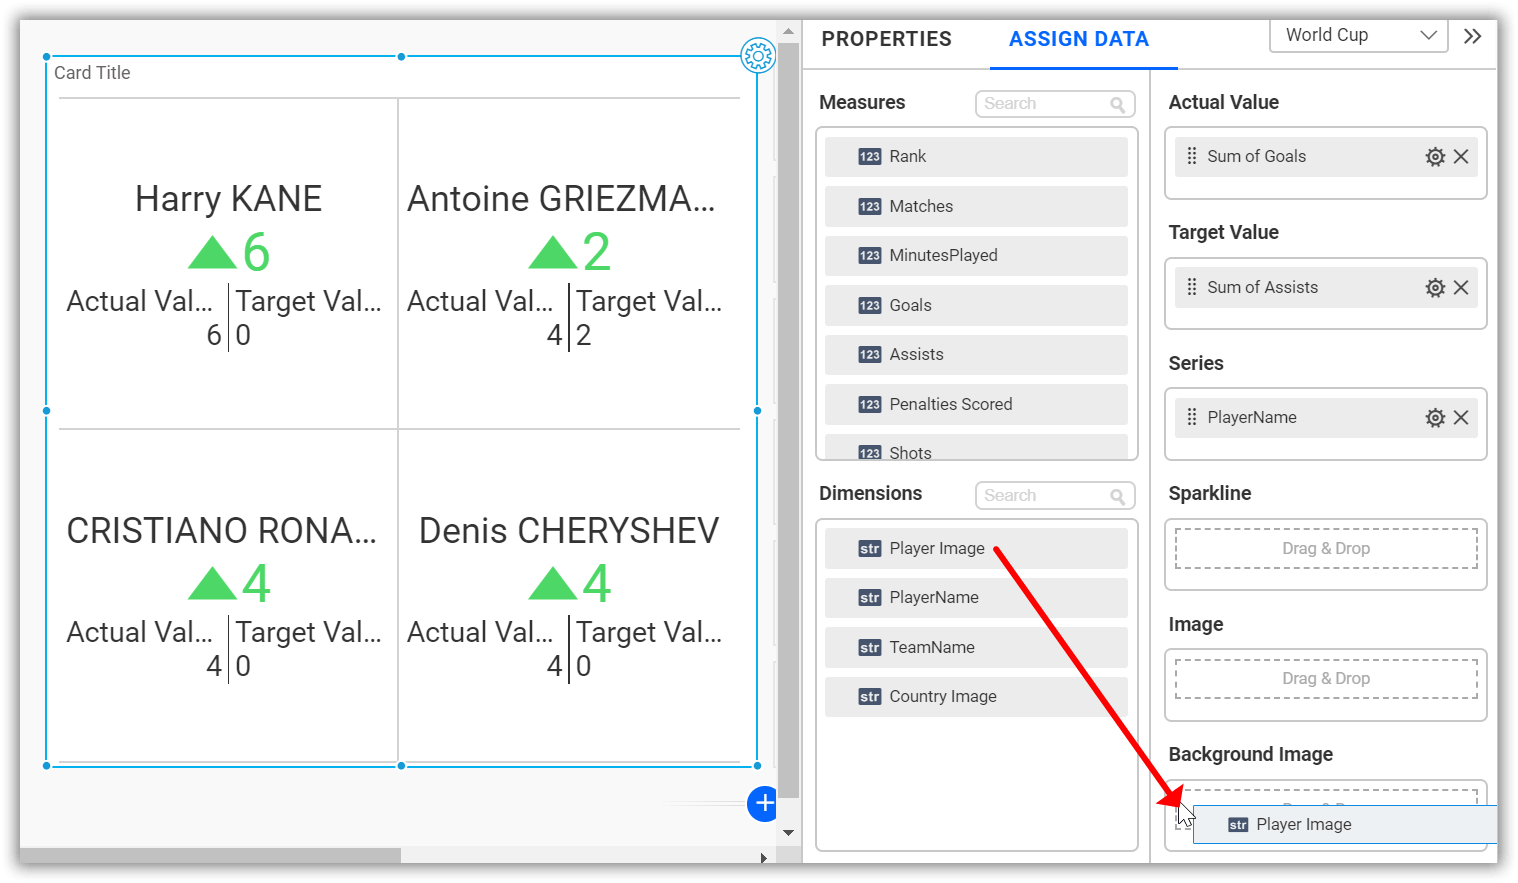 Card Title
Harry KANE
6
Actual Val...
Target Val...
6
0
Antoine GRIEZMA...
2
Actual Val...
Target Val...
4
2
CRISTIANO RONA...
4
Actual Val...
Target Val...
4
0
Denis CHERYSHEV
4
Actual Val...
Target Val...
4
0
+
PROPERTIES
ASSIGN DATA
World Cup
Measures
Search
123 Rank
123 Matches
123 MinutesPlayed
123 Goals
123 Assists
123 Penalties Scored
123 Shots
Dimensions
Search
str Player Image
str PlayerName
str TeamName
str Country Image
Actual Value
Sum of Goals
Target Value
Sum of Assists
Series
PlayerName
Sparkline
Drag & Drop
Image
Drag & Drop
Background Image
str Player Image